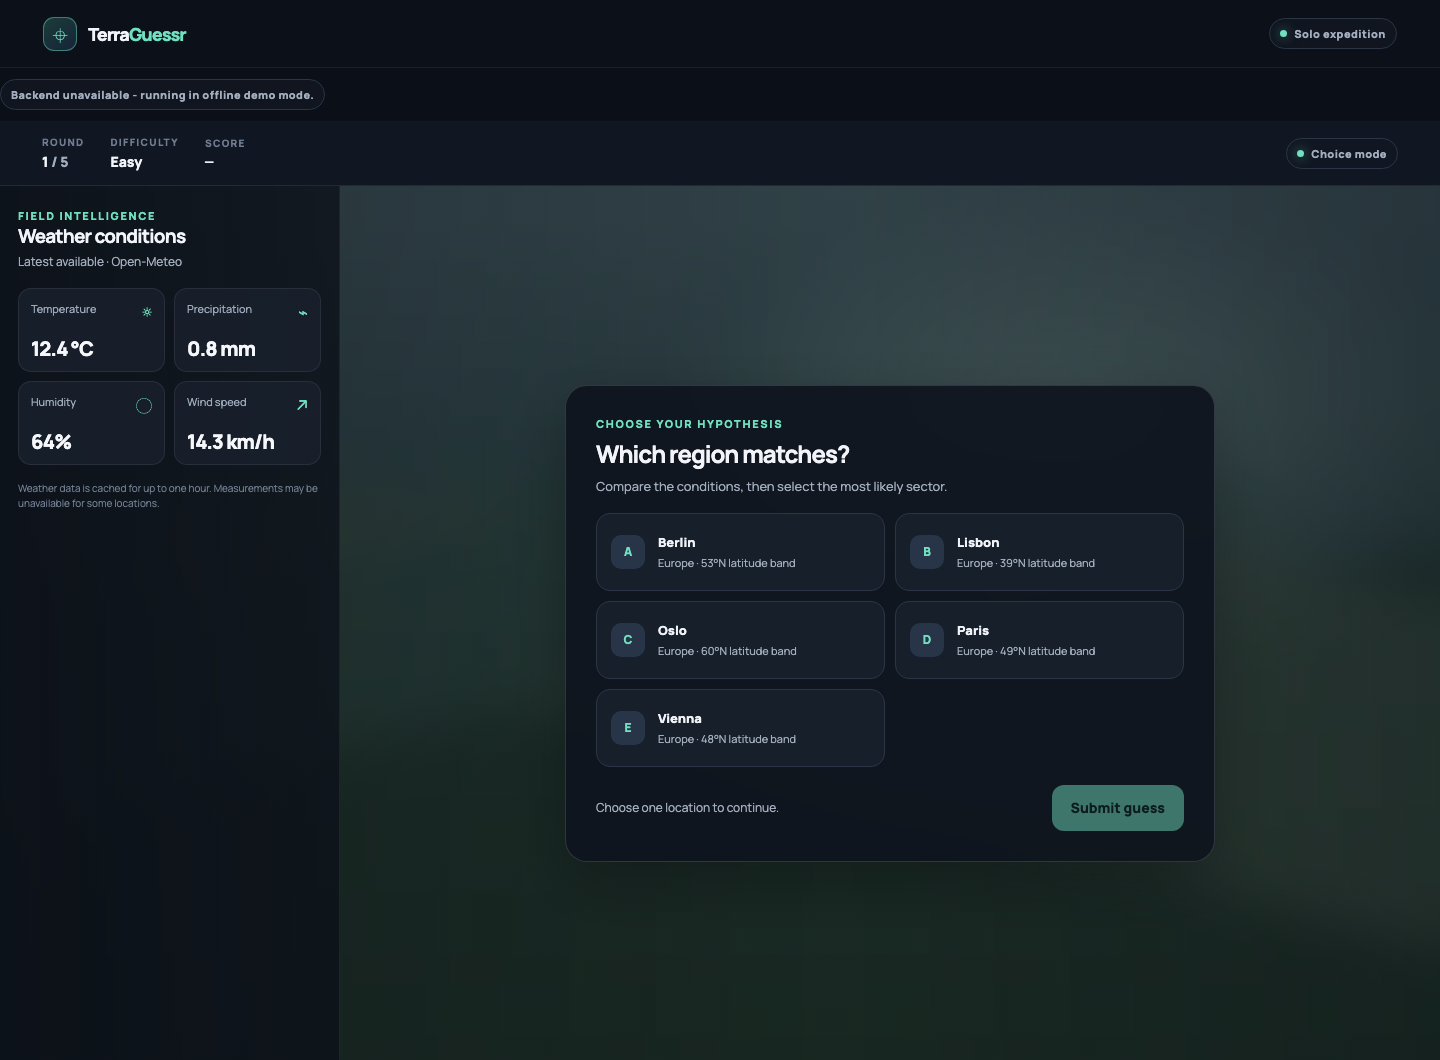 TerraGuessr
Solo expedition
Backend unavailable - running in offline demo mode.
ROUND
1 / 5
DIFFICULTY
Easy
SCORE
—
Choice mode
FIELD INTELLIGENCE
Weather conditions
Latest available · Open-Meteo
Temperature
12.4 °C
Precipitation
0.8 mm
Humidity
64%
Wind speed
14.3 km/h
Weather data is cached for up to one hour. Measurements may be
unavailable for some locations.
CHOOSE YOUR HYPOTHESIS
Which region matches?
Compare the conditions, then select the most likely sector.
A
Berlin
Europe · 53°N latitude band
B
Lisbon
Europe · 39°N latitude band
C
Oslo
Europe · 60°N latitude band
D
Paris
Europe · 49°N latitude band
E
Vienna
Europe · 48°N latitude band
Choose one location to continue.
Submit guess